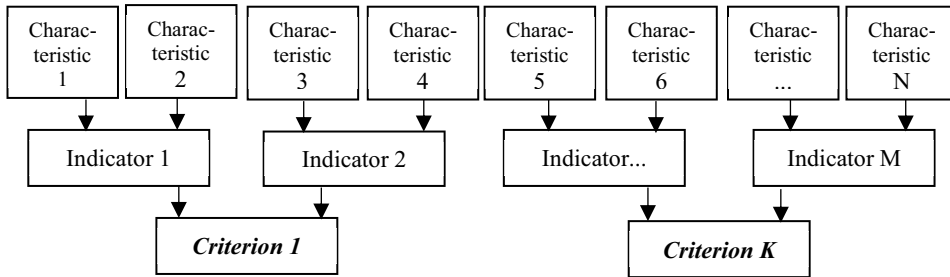 Charac-
teristic
1
Charac-
teristic
2
Charac-
teristic
3
Charac-
teristic
4
Charac-
teristic
5
Charac-
teristic
6
Charac-
teristic
...
Charac-
teristic
N
Indicator 1
Indicator 2
Indicator...
Indicator M
Criterion 1
Criterion K